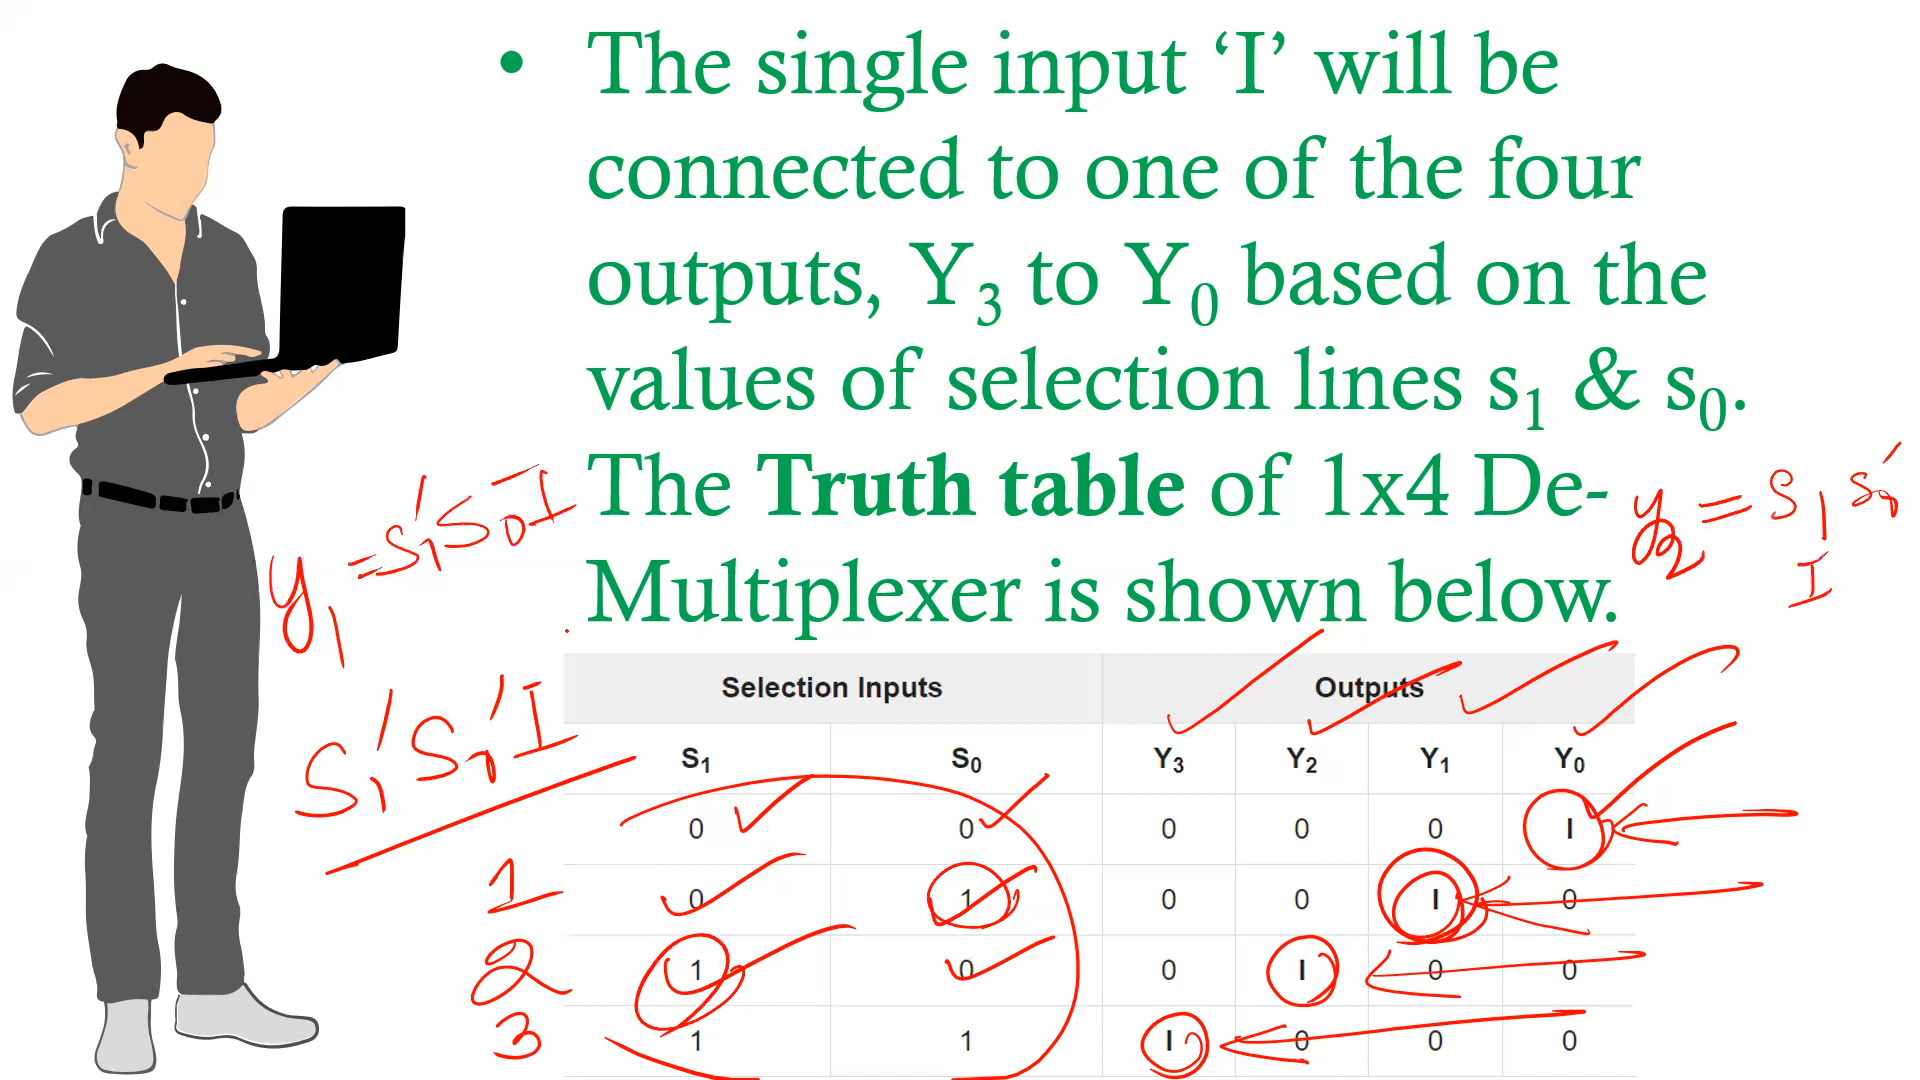 • The single input ‘I’ will be
connected to one of the four
outputs, Y3 to Y0 based on the
values of selection lines s1 & s0.
The Truth table of 1x4 De-
Multiplexer is shown below.
y1 = S1'S0I
y2 = S1 S0'
I
S1'S0'I
Selection Inputs Outputs
S1 S0 Y3 Y2 Y1 Y0
0 0 0 0 0 I
1 0 1 0 0 I 0
2 1 0 0 I 0 0
3 1 1 I 0 0 0